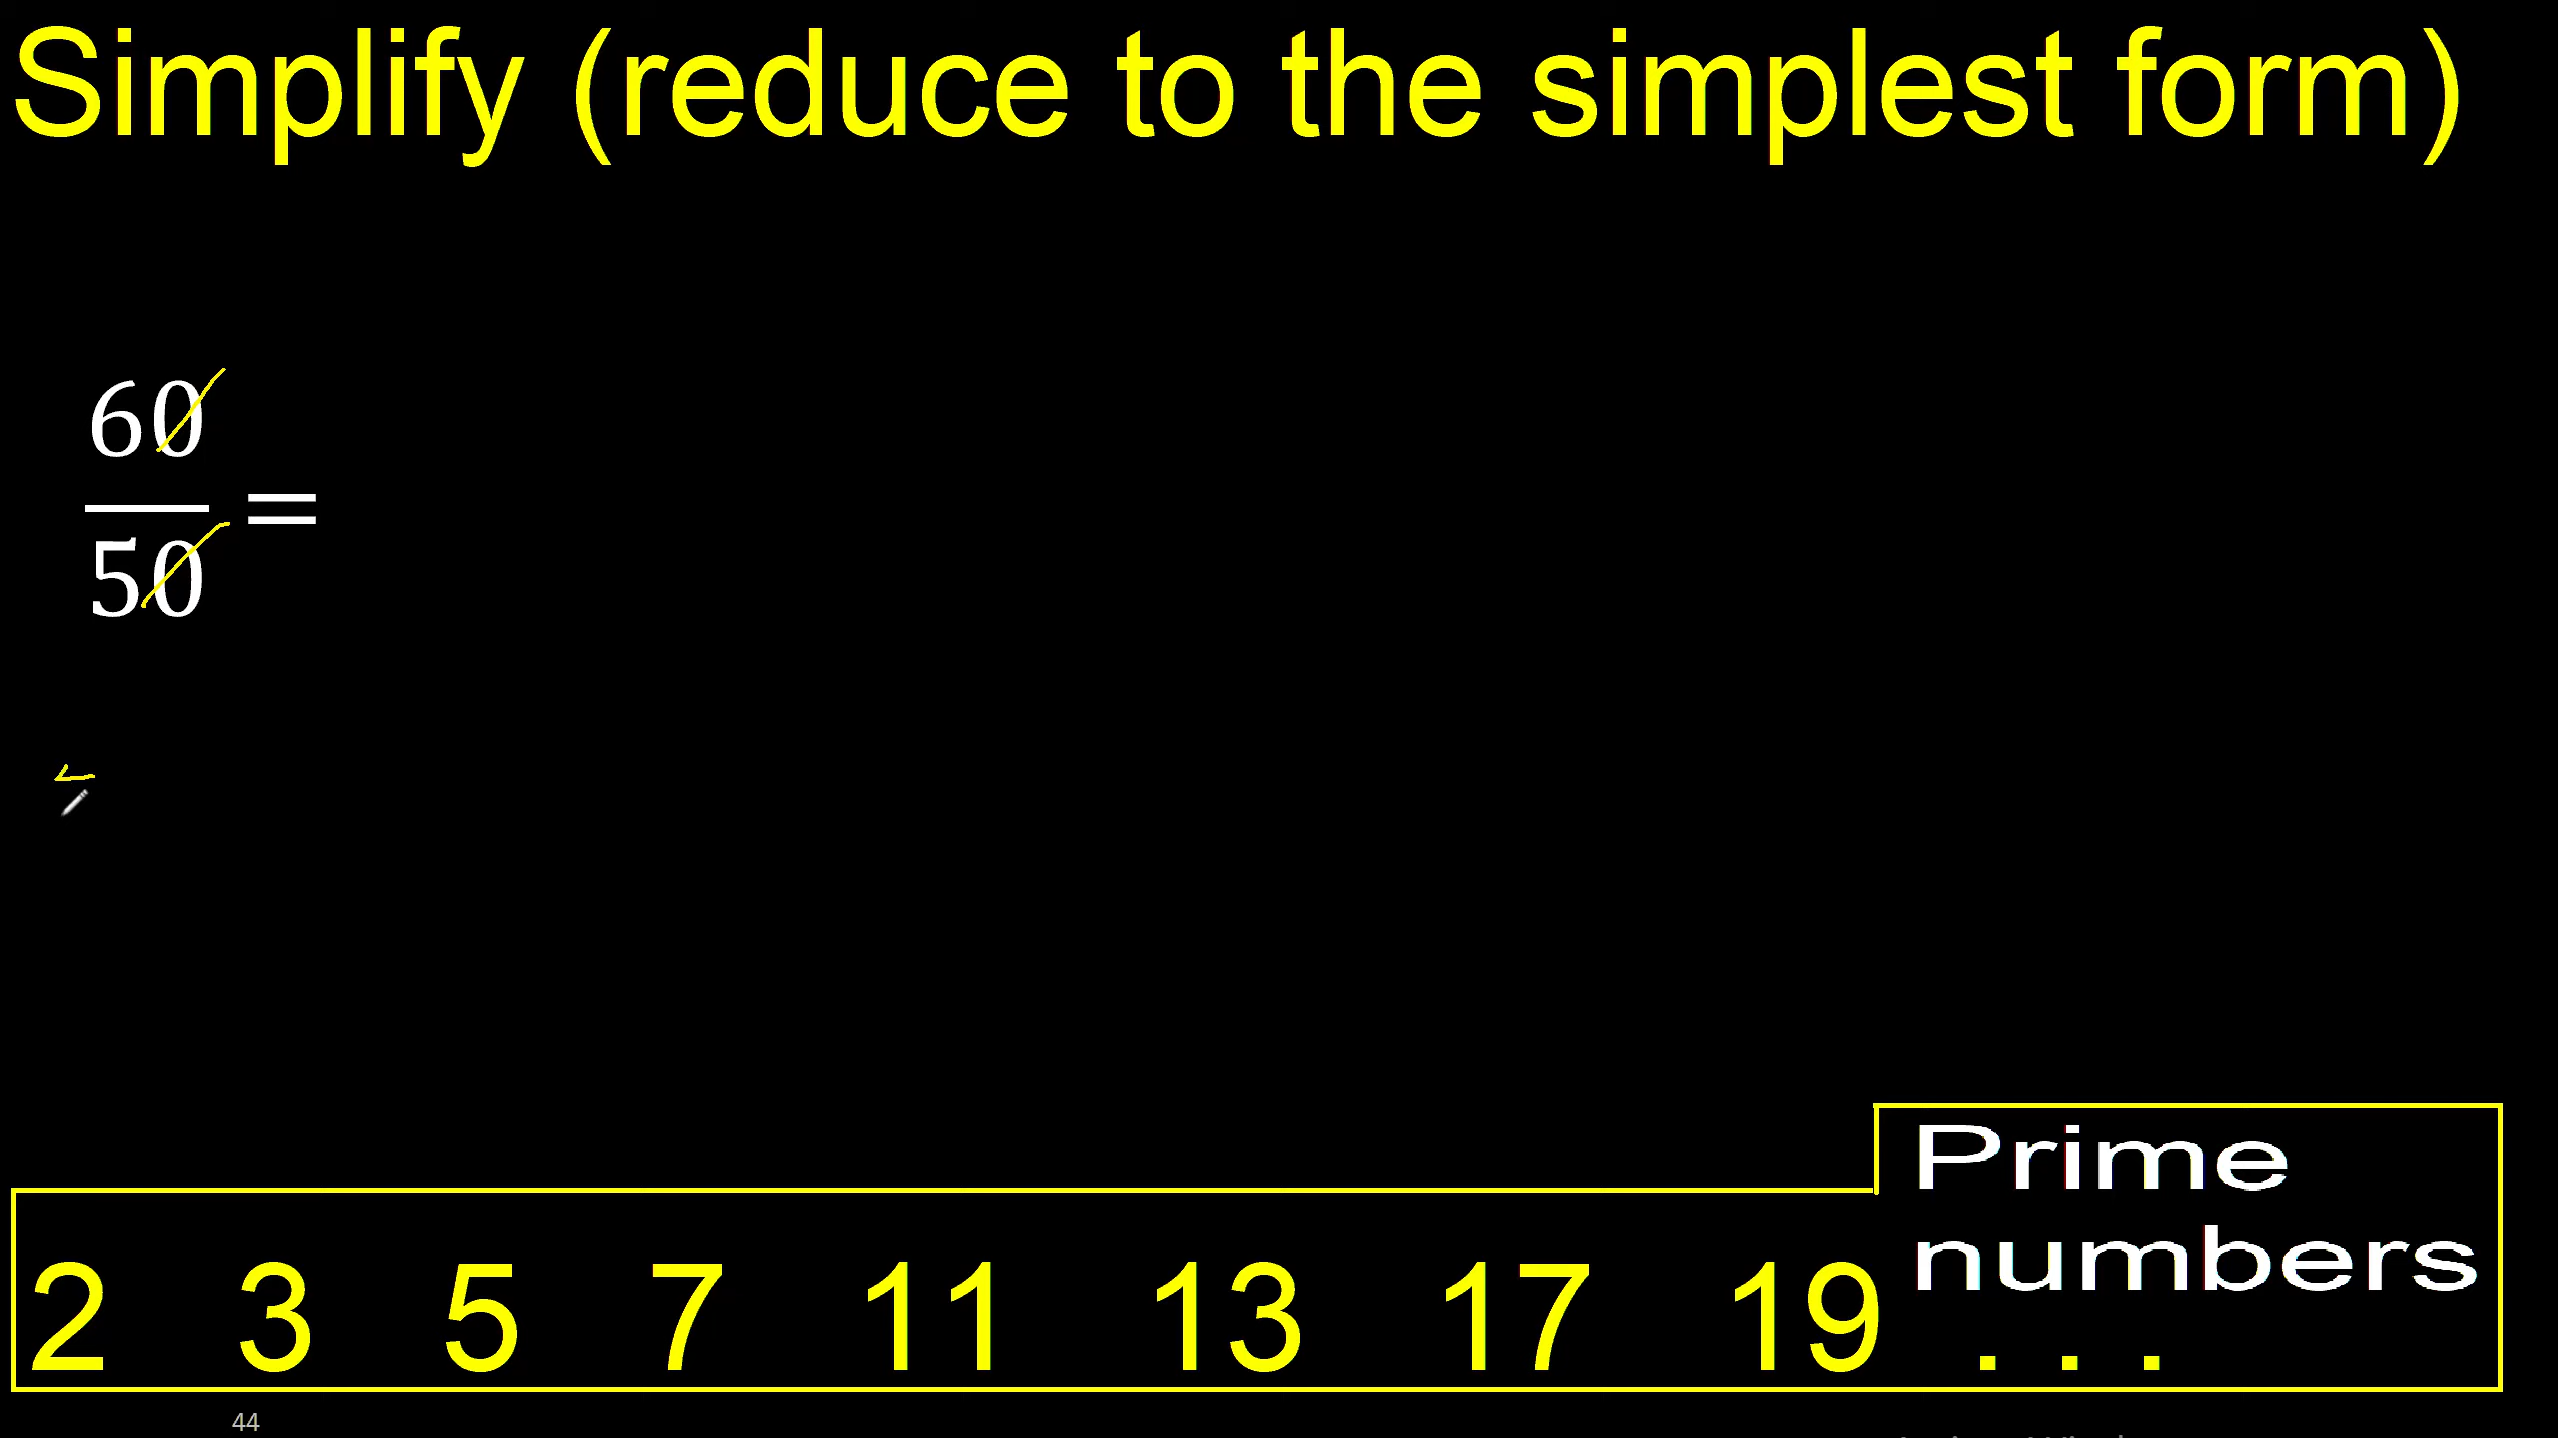 Simplify (reduce to the simplest form)
60
50
=
Prime
numbers
2 3 5 7 11 13 17 19 . . .
44